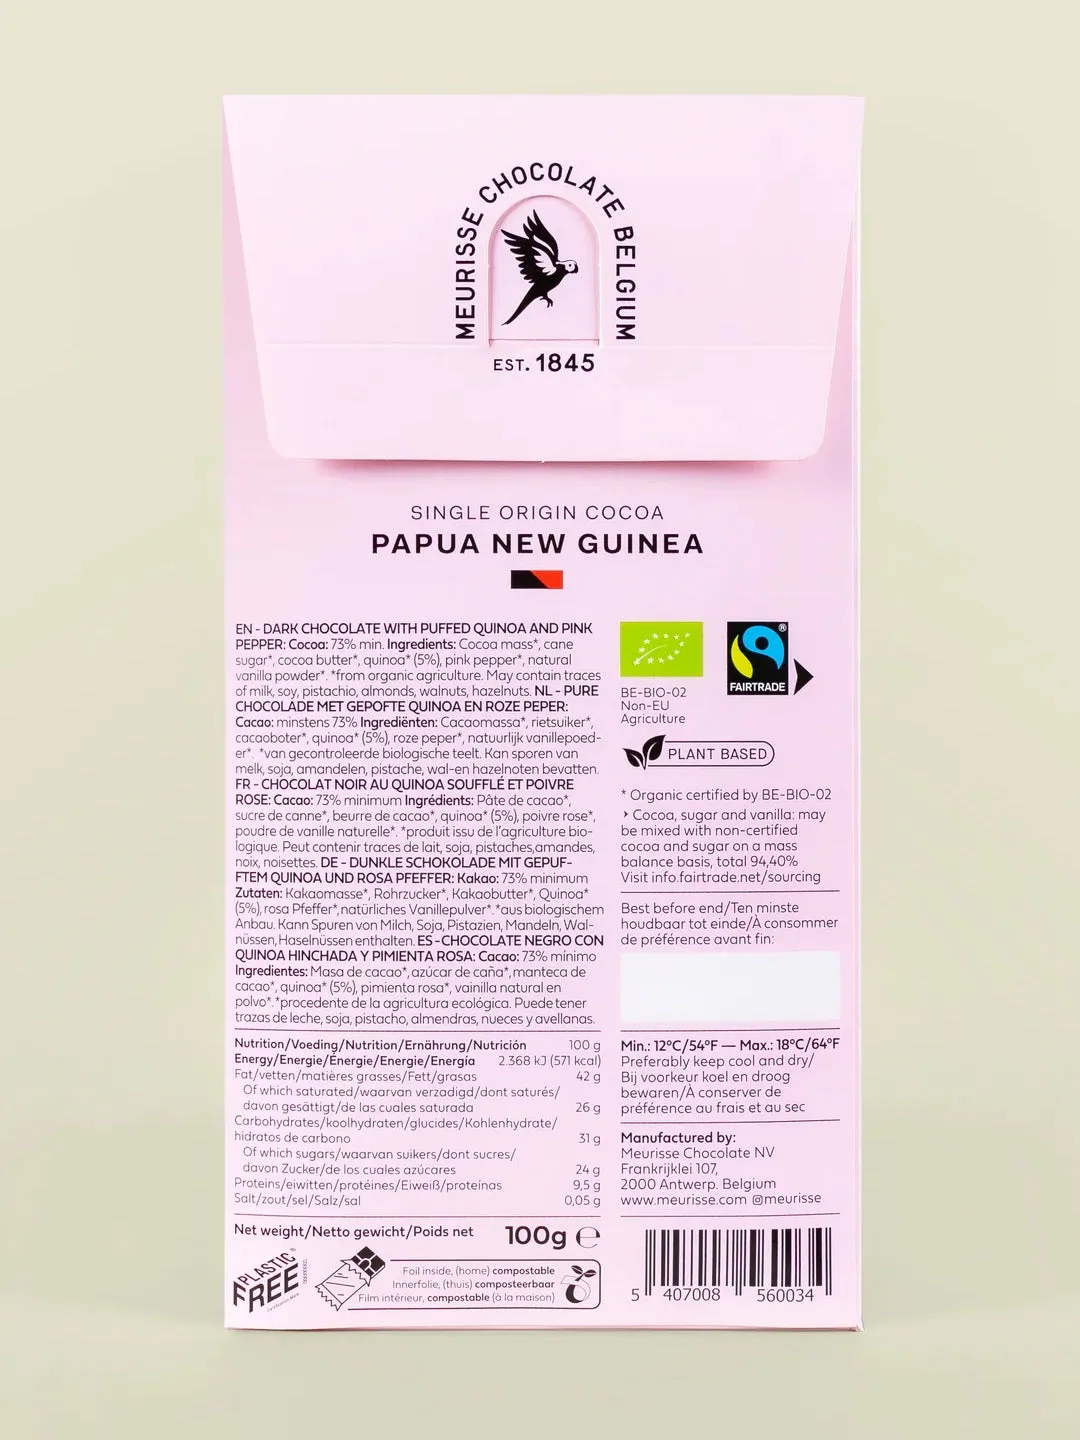 MEURISSE CHOCOLATE BELGIUM
EST. 1845
SINGLE ORIGIN COCOA
PAPUA NEW GUINEA
EN - DARK CHOCOLATE WITH PUFFED QUINOA AND PINK
PEPPER: Cocoa: 73% min. Ingredients: Cocoa mass*, cane
sugar*, cocoa butter*, quinoa* (5%), pink pepper*, natural
vanilla powder*. *from organic agriculture. May contain traces
of milk, soy, pistachio, almonds, walnuts, hazelnuts. NL - PURE
CHOCOLADE MET GEPOFTE QUINOA EN ROZE PEPER:
Cacao: minstens 73% Ingrediënten: Cacaomassa*, rietsuiker*,
cacaoboter*, quinoa* (5%), roze peper*, natuurlijk vanillepoed-
er*. *van gecontroleerde biologische teelt. Kan sporen van
melk, soja, amandelen, pistache, wal-en hazelnoten bevatten.
FR - CHOCOLAT NOIR AU QUINOA SOUFFLÉ ET POIVRE
ROSE: Cacao: 73% minimum Ingrédients: Pâte de cacao*,
sucre de canne*, beurre de cacao*, quinoa* (5%), poivre rose*,
poudre de vanille naturelle*. *produit issu de l'agriculture bio-
logique. Peut contenir traces de lait, soja, pistaches, amandes,
noix, noisettes. DE - DUNKLE SCHOKOLADE MIT GEPUF-
FTEM QUINOA UND ROSA PFEFFER: Kakao: 73% minimum
Zutaten: Kakaomasse*, Rohrzucker*, Kakaobutter*, Quinoa*
(5%), rosa Pfeffer*, natürliches Vanillepulver*. *aus biologischem
Anbau. Kann Spuren von Milch, Soja, Pistazien, Mandeln, Wal-
nüssen, Haselnüssen enthalten. ES - CHOCOLATE NEGRO CON
QUINOA HINCHADA Y PIMIENTA ROSA: Cacao: 73% mínimo
Ingredientes: Masa de cacao*, azúcar de caña*, manteca de
cacao*, quinoa* (5%), pimienta rosa*, vainilla natural en
polvo*. *procedente de la agricultura ecológica. Puede tener
trazas de leche, soja, pistacho, almendras, nueces y avellanas.
Nutrition/Voeding/Nutrition/Ernährung/Nutrición 100 g
Energy/Energie/Énergie/Energie/Energía 2.368 kJ (571 kcal)
Fat/vetten/matières grasses/Fett/grasas 42 g
Of which saturated/waarvan verzadigd/dont saturés/
davon gesättigt/de las cuales saturada 26 g
Carbohydrates/koolhydraten/glucides/Kohlenhydrate/
hidratos de carbono 31 g
Of which sugars/waarvan suikers/dont sucres/
davon Zucker/de los cuales azúcares 24 g
Proteins/eiwitten/protéines/Eiweiß/proteínas 9,5 g
Salt/zout/sel/Salz/sal 0,05 g
Net weight/Netto gewicht/Poids net 100g ℮
PLASTIC
FREE
Certification Mark
Foil inside, (home) compostable
Innerfolie, (thuis) composteerbaar
Film intérieur, compostable (à la maison)
BE-BIO-02
Non-EU
Agriculture
FAIRTRADE
®
PLANT BASED
* Organic certified by BE-BIO-02
Cocoa, sugar and vanilla: may
be mixed with non-certified
cocoa and sugar on a mass
balance basis, total 94,40%
Visit info.fairtrade.net/sourcing
Best before end/Ten minste
houdbaar tot einde/À consommer
de préférence avant fin:
Min.: 12ºC/54ºF — Max.: 18ºC/64ºF
Preferably keep cool and dry/
Bij voorkeur koel en droog
bewaren/À conserver de
préférence au frais et au sec
Manufactured by:
Meurisse Chocolate NV
Frankrijklei 107,
2000 Antwerp. Belgium
www.meurisse.com @meurisse
5 407008 560034